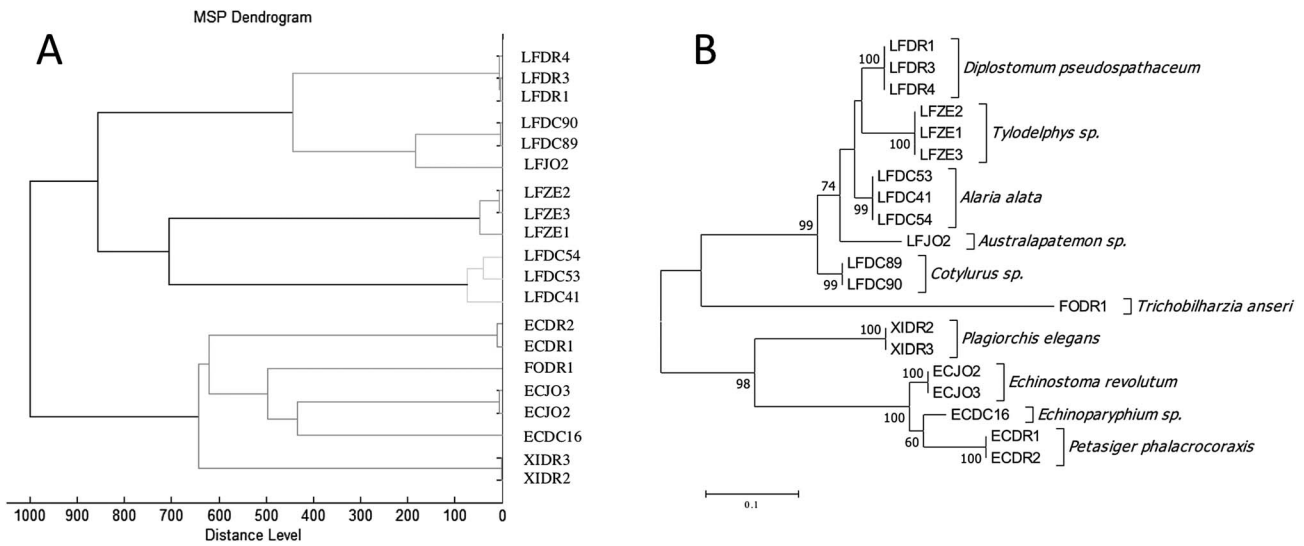 MSP Dendrogram
A
LFDR4
LFDR3
LFDR1
LFDC90
LFDC89
LFJO2
LFZE2
LFZE3
LFZE1
LFDC54
LFDC53
LFDC41
ECDR2
ECDR1
FODR1
ECJO3
ECJO2
ECDC16
XIDR3
XIDR2
1000 900 800 700 600 500 400 300 200 100 0
Distance Level
B
LFDR1
100 LFDR3 Diplostomum pseudospathaceum
LFDR4
LFZE2
LFZE1 Tylodelphys sp.
100 LFZE3
LFDC53
74 LFDC41 Alaria alata
99 LFDC54
99 LFJO2 Australapatemon sp.
LFDC89
Cotylurus sp.
99 LFDC90
FODR1 Trichobilharzia anseri
100 XIDR2
Plagiorchis elegans
XIDR3
100 ECJO2
98 Echinostoma revolutum
ECJO3
100 ECDC16 Echinoparyphium sp.
60 ECDR1
Petasiger phalacrocoraxis
100 ECDR2
0.1